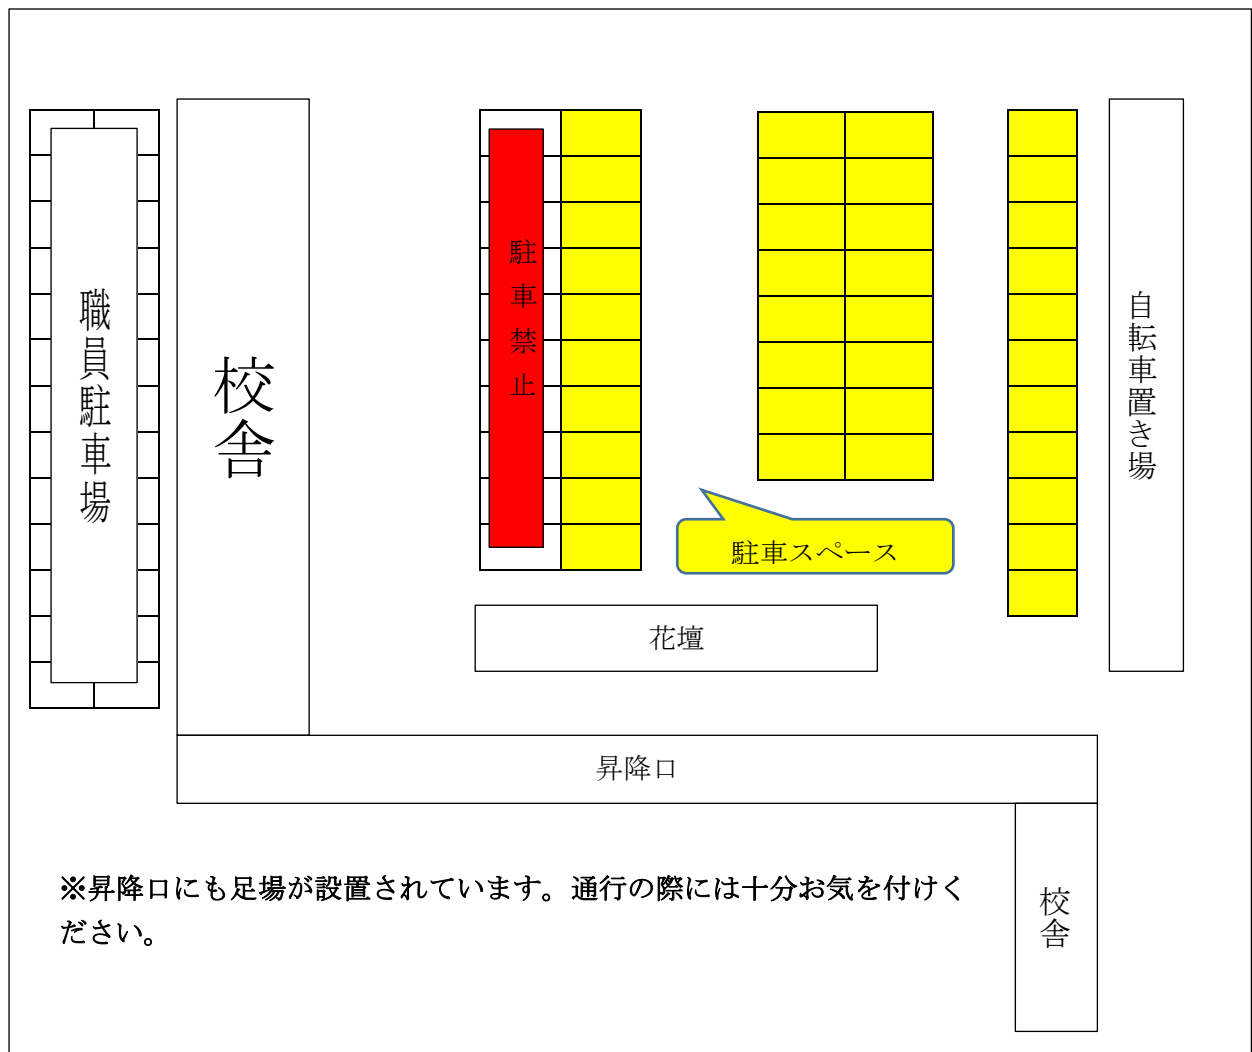 職員駐車場
校舎
駐車禁止
自転車置き場
駐車スペース
花壇
昇降口
※昇降口にも足場が設置されています。通行の際には十分お気を付けく
ださい。
校舎